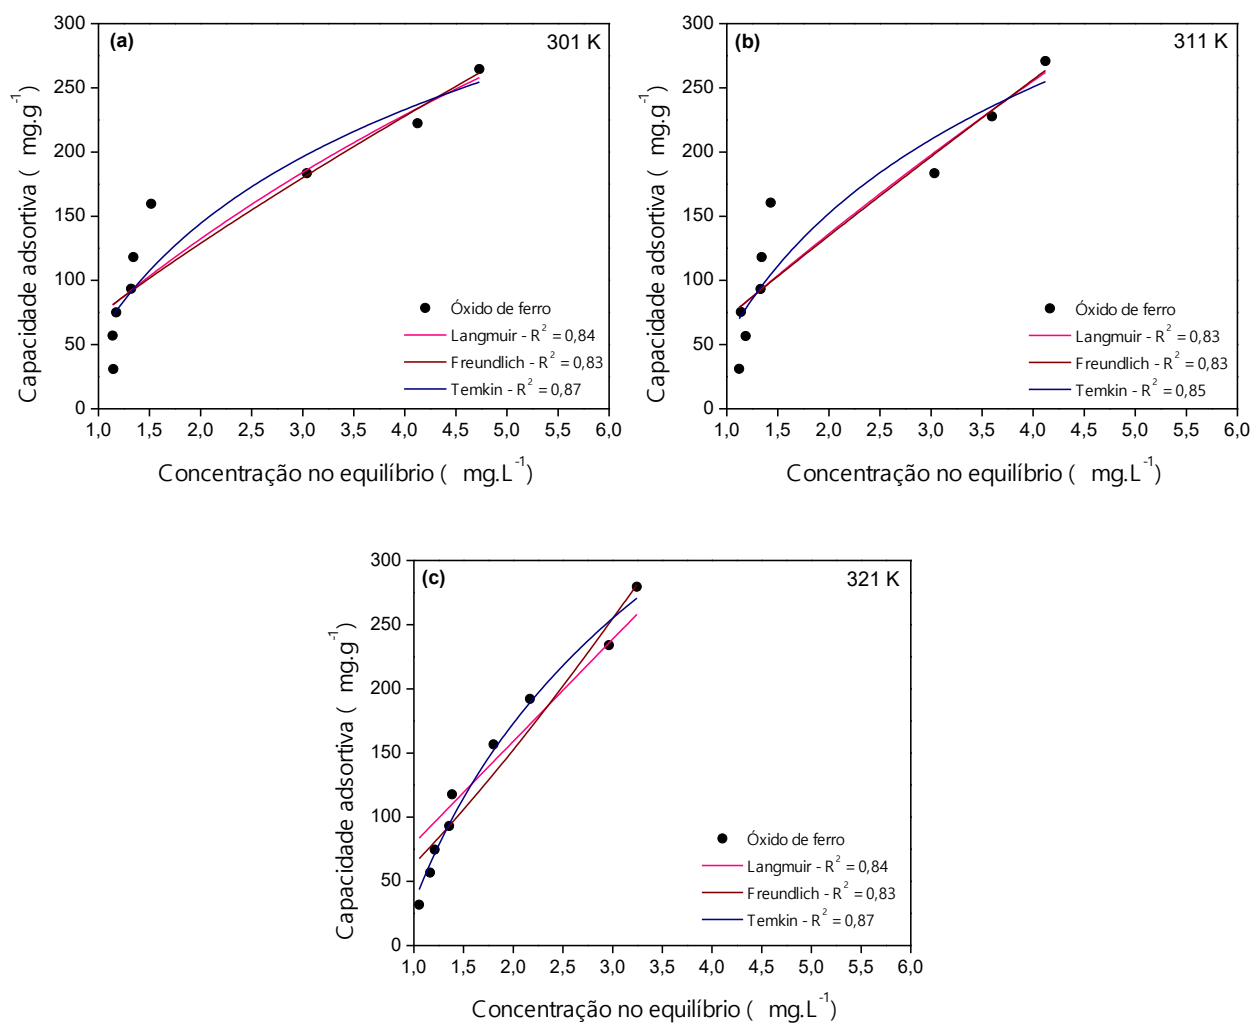 (a) 301 K
300
250
200
150
100
50
0
Capacidade adsortiva ( mg.g-1)
Óxido de ferro
Langmuir - R2 = 0,84
Freundlich - R2 = 0,83
Temkin - R2 = 0,87
1,0 1,5 2,0 2,5 3,0 3,5 4,0 4,5 5,0 5,5 6,0
Concentração no equilíbrio ( mg.L-1)
(b) 311 K
300
250
200
150
100
50
0
Capacidade adsortiva ( mg.g-1)
Óxido de ferro
Langmuir - R2 = 0,83
Freundlich - R2 = 0,83
Temkin - R2 = 0,85
1,0 1,5 2,0 2,5 3,0 3,5 4,0 4,5 5,0 5,5 6,0
Concentração no equilíbrio ( mg.L-1)
(c) 321 K
300
250
200
150
100
50
0
Capacidade adsortiva ( mg.g-1)
Óxido de ferro
Langmuir - R2 = 0,84
Freundlich - R2 = 0,83
Temkin - R2 = 0,87
1,0 1,5 2,0 2,5 3,0 3,5 4,0 4,5 5,0 5,5 6,0
Concentração no equilíbrio ( mg.L-1)